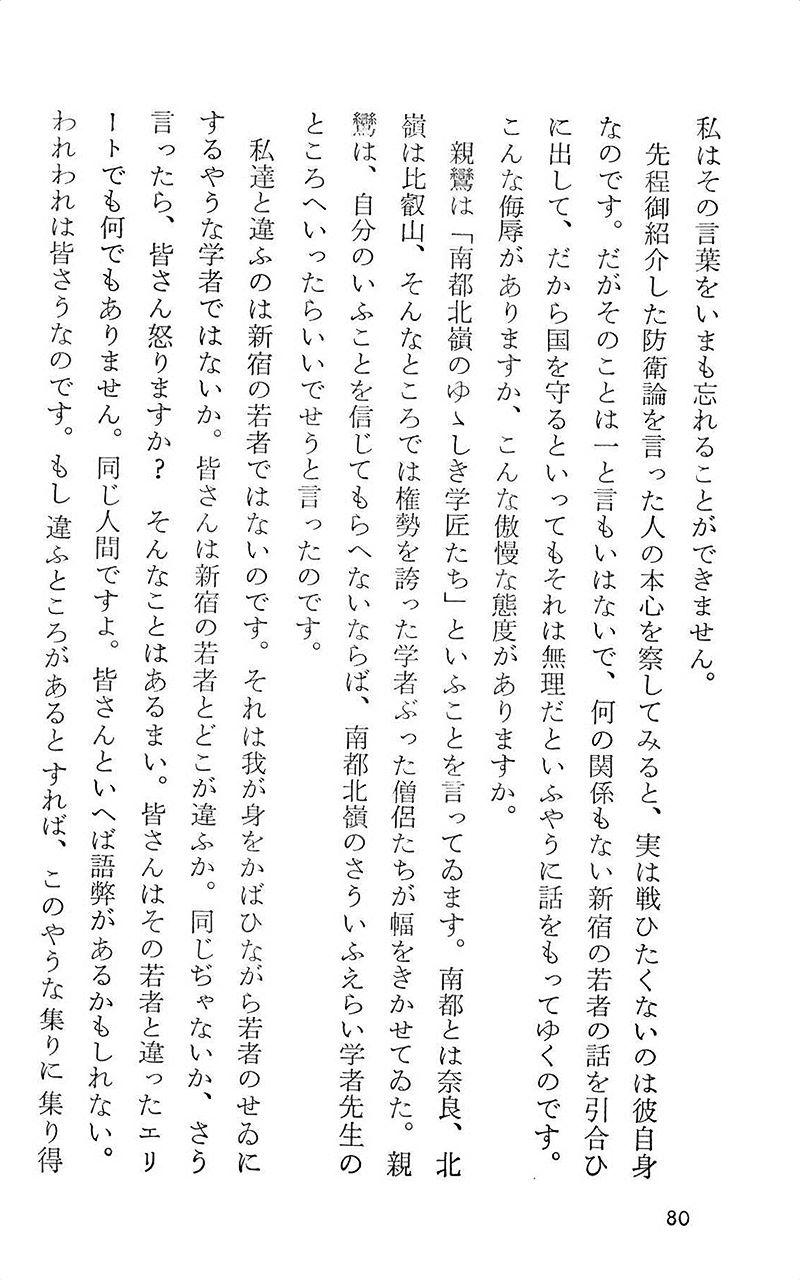 私はその言葉をいまも忘れることができません。
先程御紹介した防衛論を言った人の本心を察してみると、実は戦ひたくないのは彼自身
なのです。だがそのことは一と言もいはないで、何の関係もない新宿の若者の話を引合ひ
に出して、だから国を守るといってもそれは無理だといふやうに話をもってゆくのです。
こんな侮辱がありますか、こんな傲慢な態度がありますか。
親鸞は「南都北嶺のゆゝしき学匠たち」といふことを言ってゐます。南都とは奈良、北
嶺は比叡山、そんなところでは権勢を誇った学者ぶった僧侶たちが幅をきかせてゐた。親
鸞は、自分のいふことを信じてもらへないならば、南都北嶺のさういふえらい学者先生の
ところへいったらいいでせうと言ったのです。
私達と違ふのは新宿の若者ではないのです。それは我が身をかばひながら若者のせゐに
するやうな学者ではないか。皆さんは新宿の若者とどこが違ふか。同じぢゃないか、さう
言ったら、皆さん怒りますか? そんなことはあるまい。皆さんはその若者と違ったエリ
ートでも何でもありません。同じ人間ですよ。皆さんといへば語弊があるかもしれない。
われわれは皆さうなのです。もし違ふところがあるとすれば、このやうな集りに集り得
80